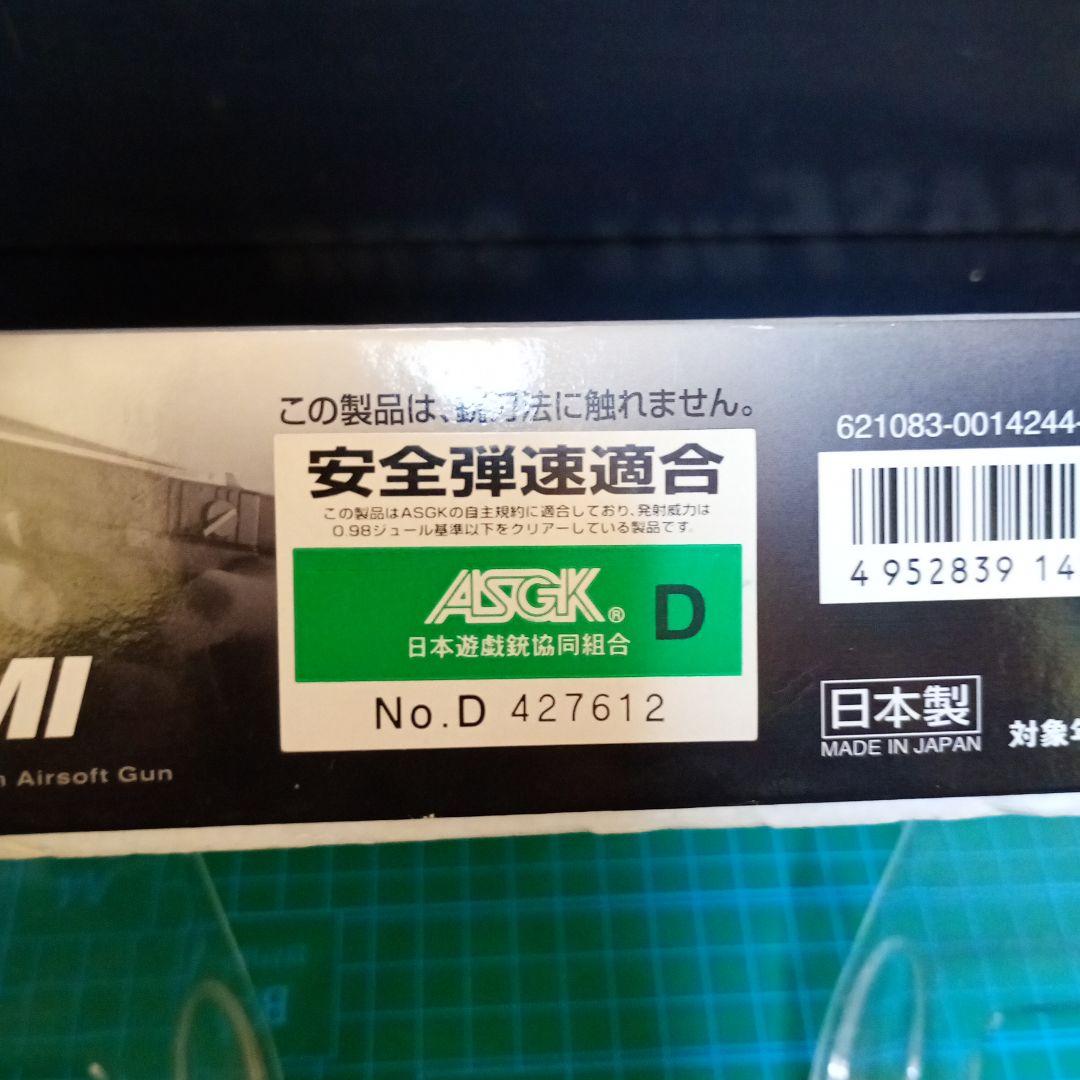 この製品は、銃刀法に触れません。
安全弾速適合
この製品はASGKの自主規約に適合しており、発射威力は
0.98ジュール基準以下をクリアーしている製品です。
ASGK® D
日本遊戯銃協同組合
No.D 427612
621083-0014244-
4 952839 14
日本製
MADE IN JAPAN
対象年
MI
Airsoft Gun